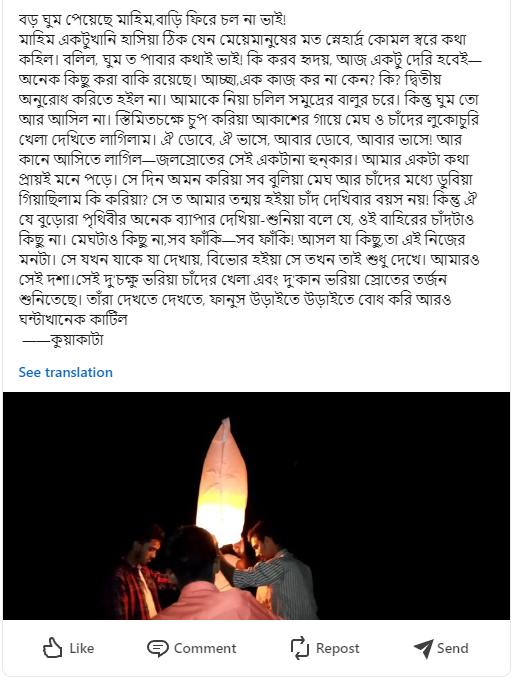 বড় ঘুম পেয়েছে মাহিম,বাড়ি ফিরে চল না ভাই!
মাহিম একটুখানি হাসিয়া ঠিক যেন মেয়েমানুষের মত স্নেহার্দ্র কোমল স্বরে কথা
কহিল। বলিল, ঘুম ত পাবার কথাই ভাই! কি করব হৃদয়, আজ একটু দেরি হবেই—
অনেক কিছু করা বাকি রয়েছে। আচ্ছা,এক কাজ কর না কেন? কি? দ্বিতীয়
অনুরোধ করিতে হইল না। আমাকে নিয়া চলিল সমুদ্রের বালুর চরে। কিন্তু ঘুম তো
আর আসিল না। স্তিমিতচক্ষে চুপ করিয়া আকাশের গায়ে মেঘ ও চাঁদের লুকোচুরি
খেলা দেখিতে লাগিলাম। ঐ ডোবে, ঐ ভাসে, আবার ডোবে, আবার ভাসে! আর
কানে আসিতে লাগিল—জলস্রোতের সেই একটানা হুন্কার। আমার একটা কথা
প্রায়ই মনে পড়ে। সে দিন অমন করিয়া সব বুলিয়া মেঘ আর চাঁদের মধ্যে ডুবিয়া
গিয়াছিলাম কি করিয়া? সে ত আমার তন্ময় হইয়া চাঁদ দেখিবার বয়স নয়! কিন্তু ঐ
যে বুড়োরা পৃথিবীর অনেক ব্যাপার দেখিয়া-শুনিয়া বলে যে, ওই বাহিরের চাঁদটাও
কিছু না। মেঘটাও কিছু না,সব ফাঁকি—সব ফাঁকি! আসল যা কিছু,তা এই নিজের
মনটা। সে যখন যাকে যা দেখায়, বিভোর হইয়া সে তখন তাই শুধু দেখে। আমারও
সেই দশা।সেই দু'চক্ষু ভরিয়া চাঁদের খেলা এবং দু'কান ভরিয়া স্রোতের তর্জন
শুনিতেছে। তাঁরা দেখতে দেখতে, ফানুস উড়াইতে উড়াইতে বোধ করি আরও
ঘন্টাখানেক কাটিল
——কুয়াকাটা
See translation
Like Comment Repost Send